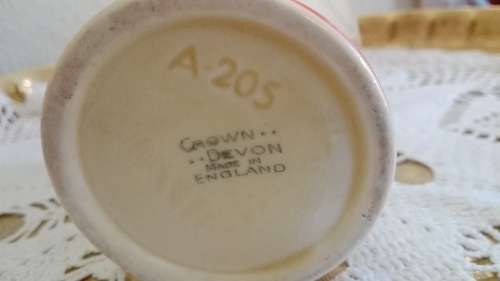 A·205
CROWN··
··DEVON
MADE IN
ENGLAND